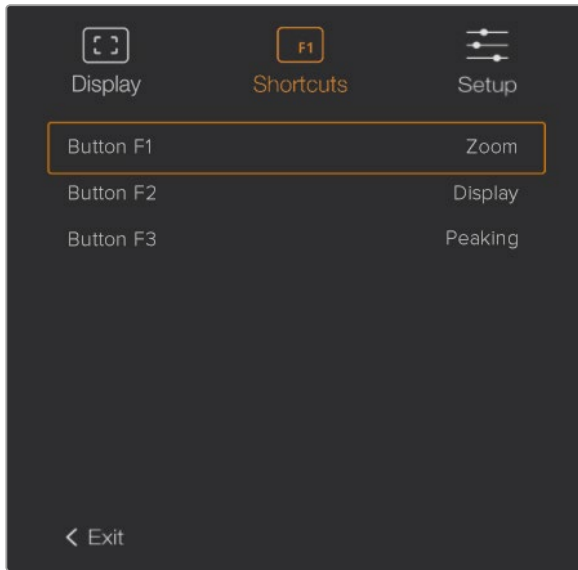 F1
Display Shortcuts Setup
Button F1 Zoom
Button F2 Display
Button F3 Peaking
Exit